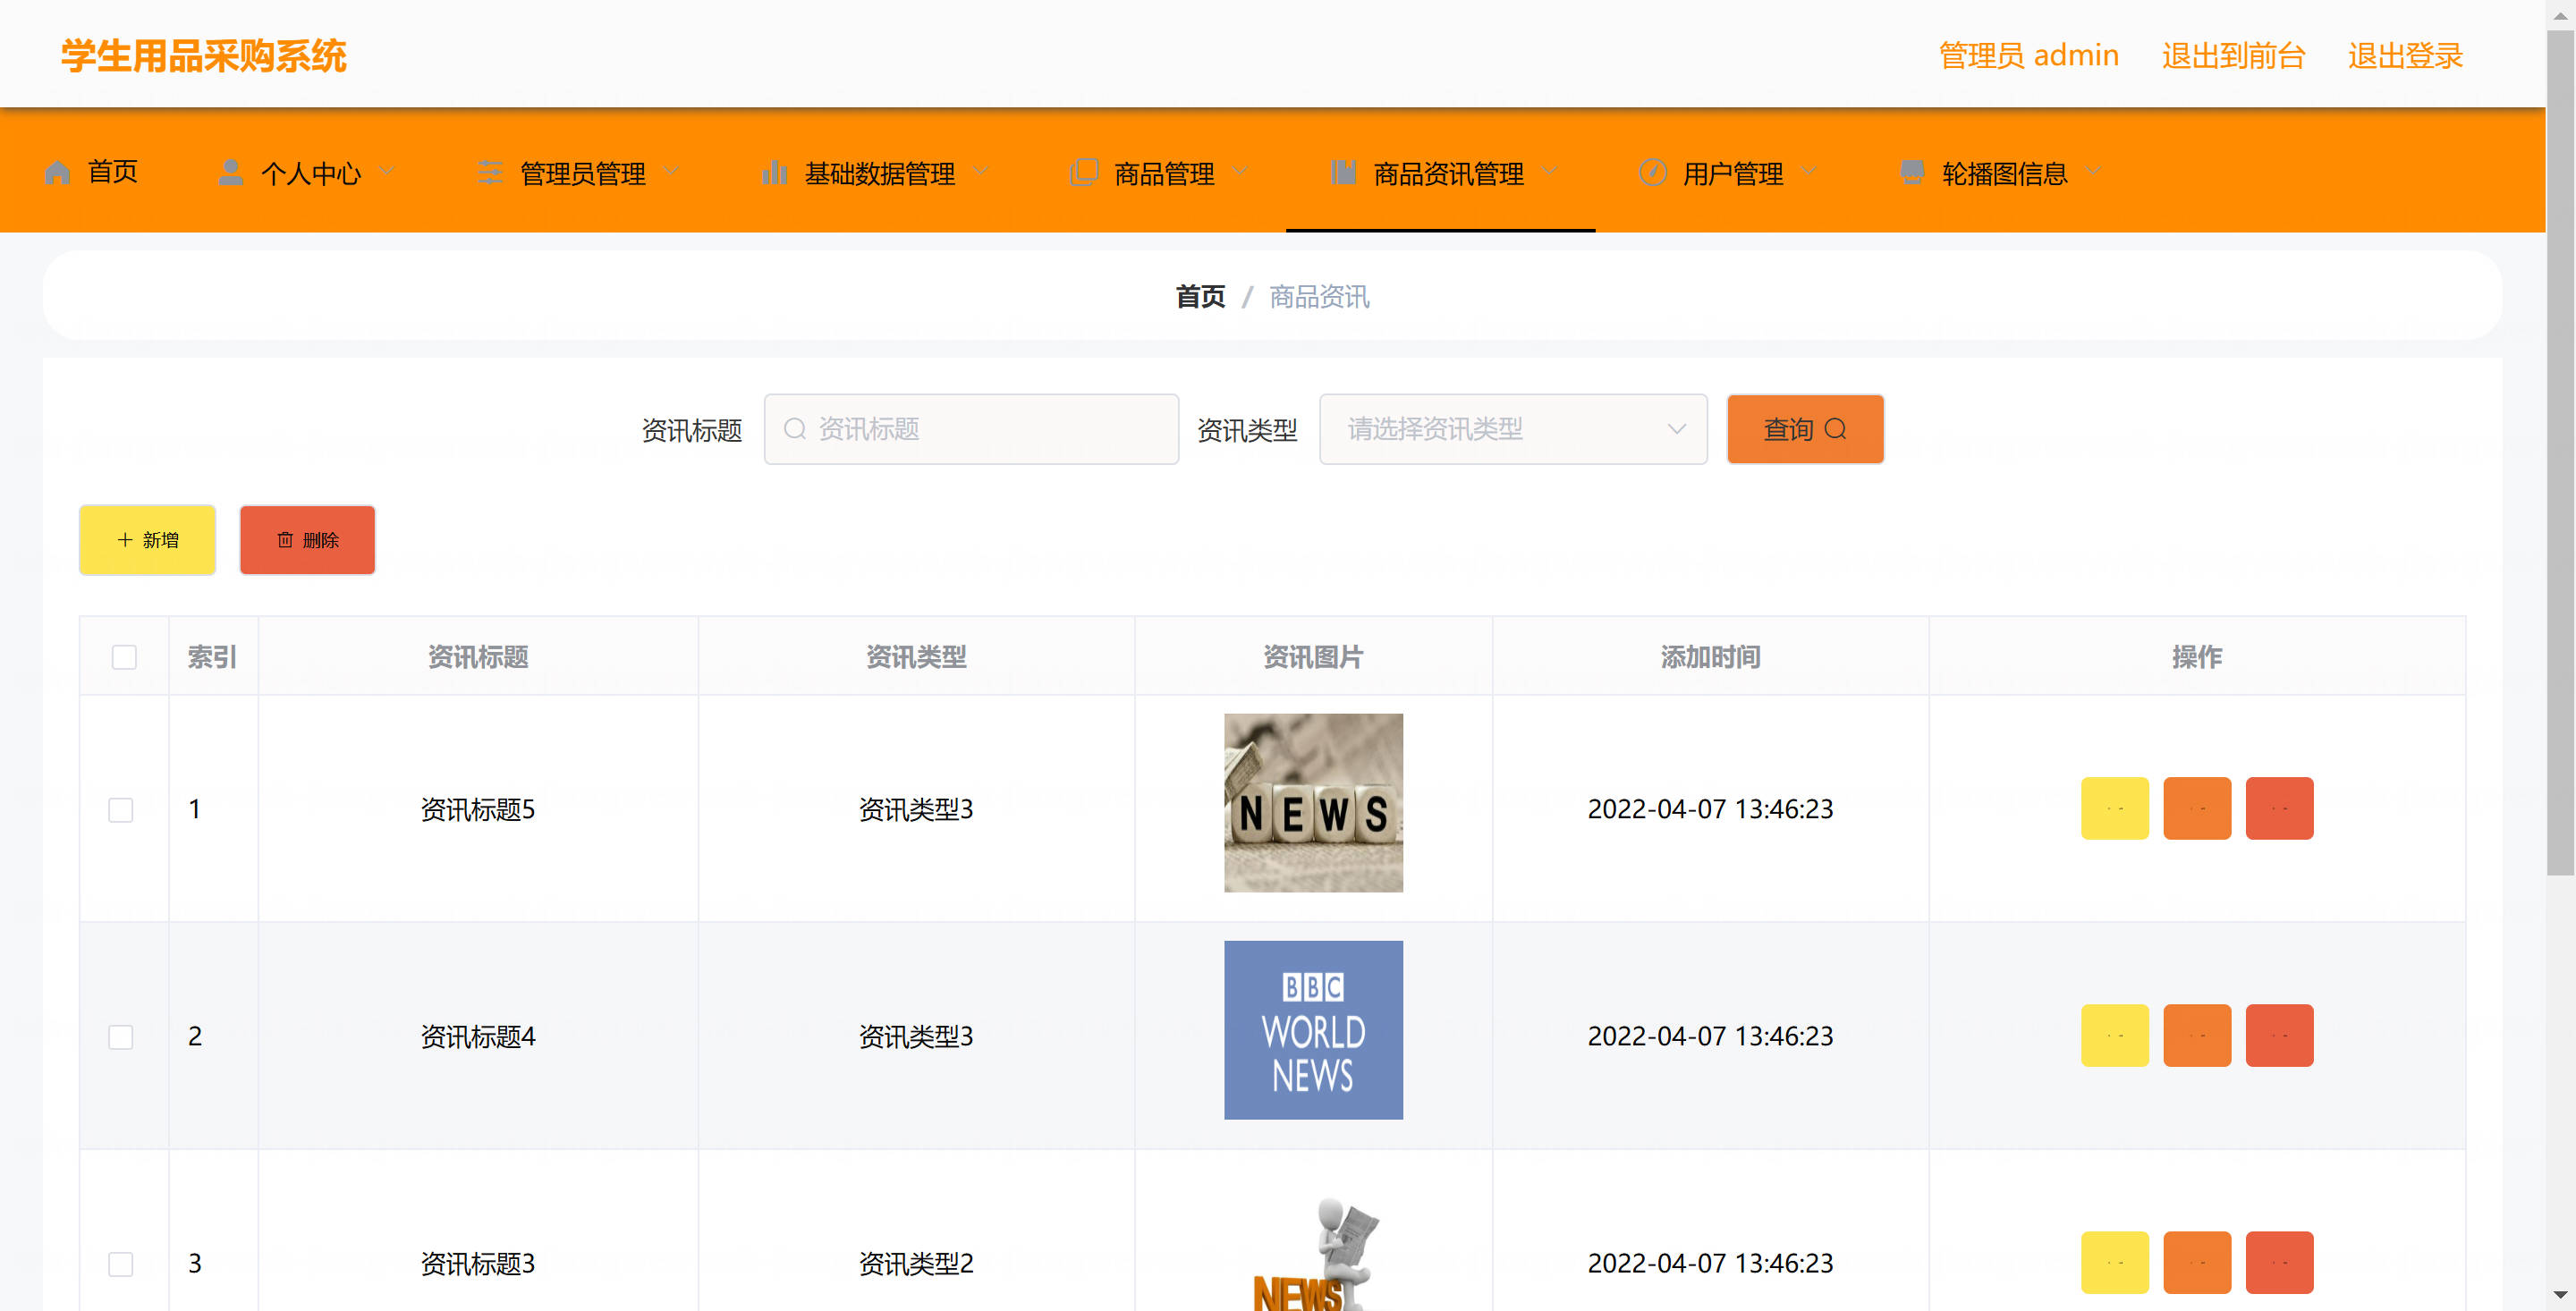 学生用品采购系统
管理员 admin 退出到前台 退出登录
首页 个人中心 管理员管理 基础数据管理 商品管理 商品资讯管理 用户管理 轮播图信息
首页 / 商品资讯
资讯标题 资讯标题 资讯类型 请选择资讯类型 查询
新增 删除
索引 资讯标题 资讯类型 资讯图片 添加时间 操作
NEWS
1 资讯标题5 资讯类型3 2022-04-07 13:46:23
BBC
WORLD
NEWS
2 资讯标题4 资讯类型3 2022-04-07 13:46:23
3 资讯标题3 资讯类型2 2022-04-07 13:46:23
NEWS